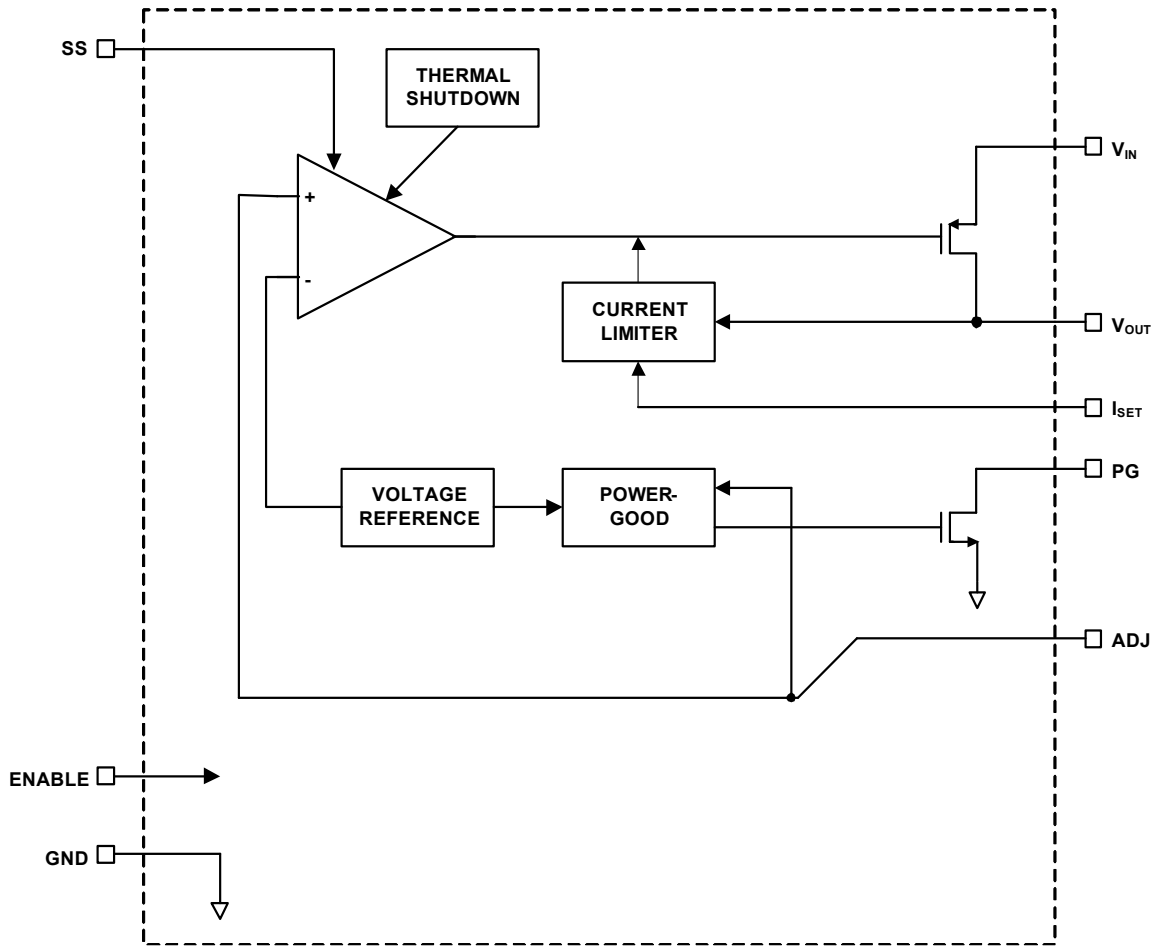 SS
THERMAL
SHUTDOWN
VIN
+
-
CURRENT
LIMITER
VOUT
ISET
PG
VOLTAGE
REFERENCE
POWER-
GOOD
ADJ
ENABLE
GND